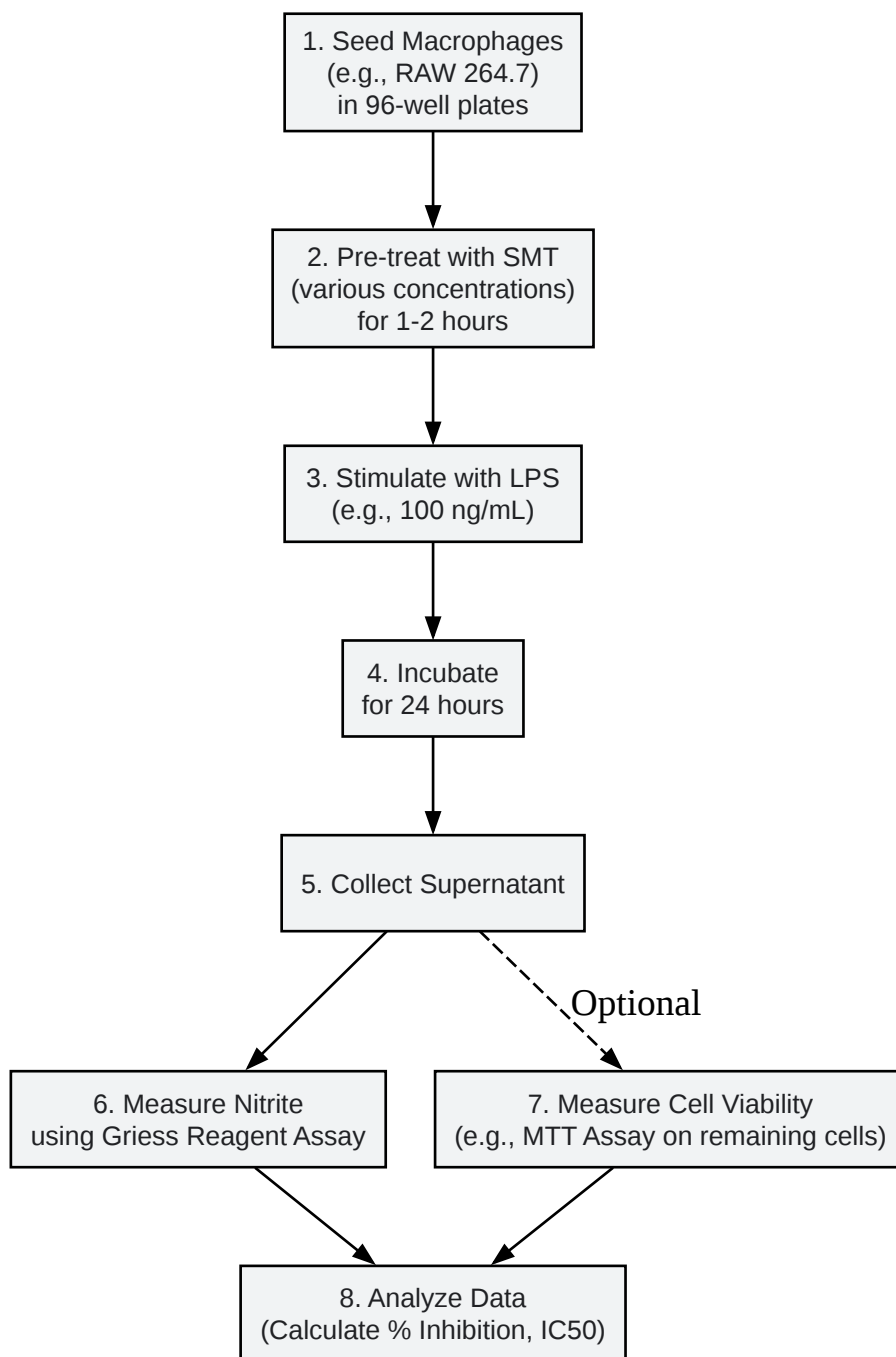 1. Seed Macrophages
(e.g., RAW 264.7)
in 96-well plates
2. Pre-treat with SMT
(various concentrations)
for 1-2 hours
3. Stimulate with LPS
(e.g., 100 ng/mL)
4. Incubate
for 24 hours
5. Collect Supernatant
Optional
6. Measure Nitrite
using Griess Reagent Assay
7. Measure Cell Viability
(e.g., MTT Assay on remaining cells)
8. Analyze Data
(Calculate % Inhibition, IC50)